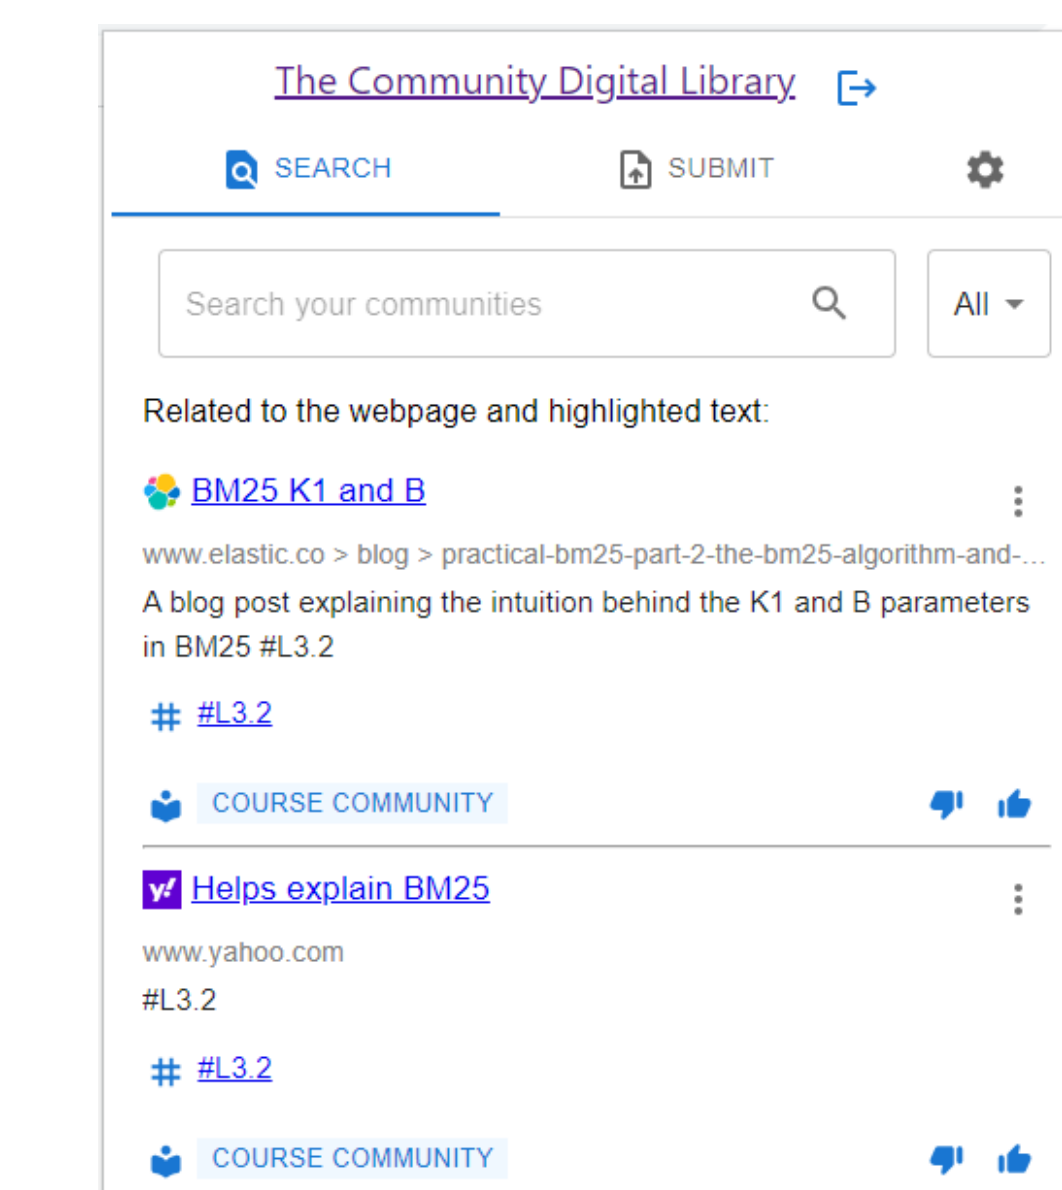 The Community Digital Library
SEARCH
SUBMIT
Search your communities
All
Related to the webpage and highlighted text:
BM25 K1 and B
www.elastic.co > blog > practical-bm25-part-2-the-bm25-algorithm-and-...
A blog post explaining the intuition behind the K1 and B parameters
in BM25 #L3.2
#L3.2
COURSE COMMUNITY
y! Helps explain BM25
www.yahoo.com
#L3.2
#L3.2
COURSE COMMUNITY